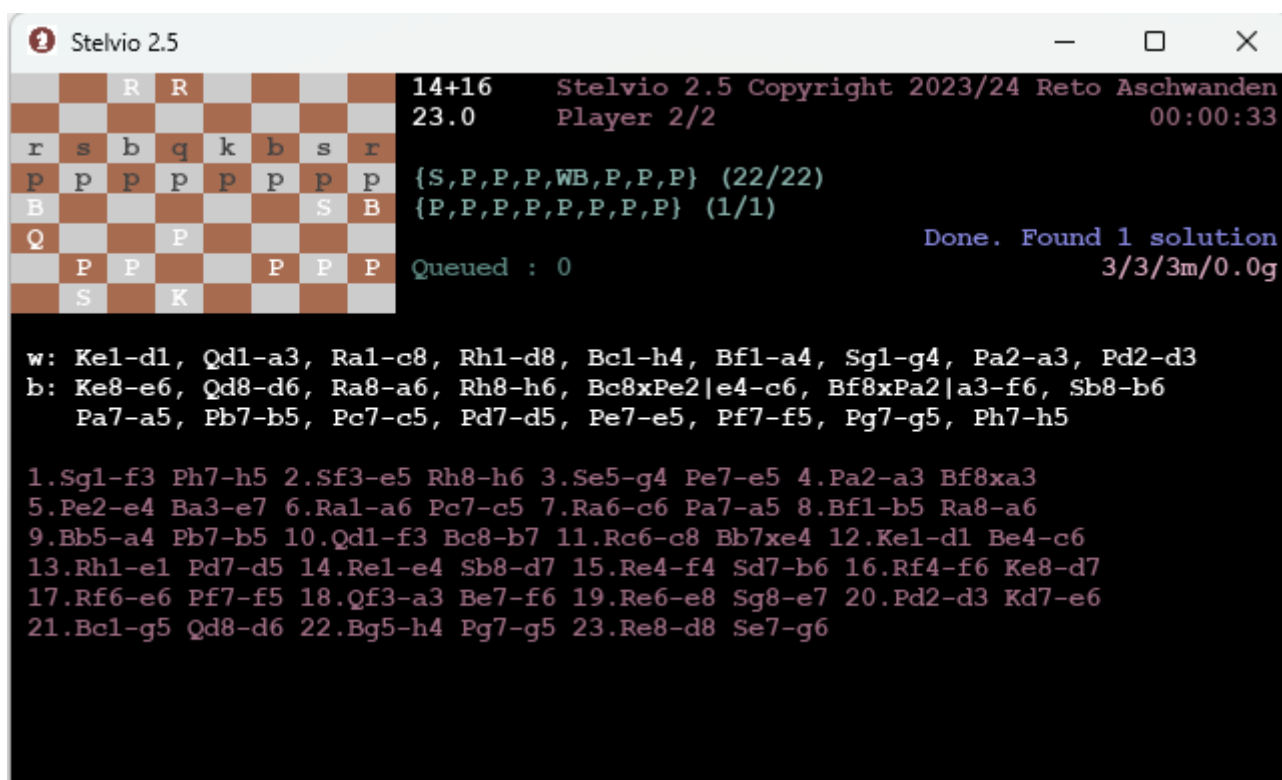 Stelvio 2.5
R R
r s b q k b s r
p p p p p p p p
B S B
Q P
P P P P P
S K
14+16 Stelvio 2.5 Copyright 2023/24 Reto Aschwanden
23.0 Player 2/2 00:00:33
{S,P,P,P,WB,P,P,P} (22/22)
{P,P,P,P,P,P,P,P} (1/1)
Done. Found 1 solution
Queued : 0 3/3/3m/0.0g
w: Ke1-d1, Qd1-a3, Ra1-c8, Rh1-d8, Bc1-h4, Bf1-a4, Sg1-g4, Pa2-a3, Pd2-d3
b: Ke8-e6, Qd8-d6, Ra8-a6, Rh8-h6, Bc8xPe2|e4-c6, Bf8xPa2|a3-f6, Sb8-b6
Pa7-a5, Pb7-b5, Pc7-c5, Pd7-d5, Pe7-e5, Pf7-f5, Pg7-g5, Ph7-h5
1.Sg1-f3 Ph7-h5 2.Sf3-e5 Rh8-h6 3.Se5-g4 Pe7-e5 4.Pa2-a3 Bf8xa3
5.Pe2-e4 Ba3-e7 6.Ra1-a6 Pc7-c5 7.Ra6-c6 Pa7-a5 8.Bf1-b5 Ra8-a6
9.Bb5-a4 Pb7-b5 10.Qd1-f3 Bc8-b7 11.Rc6-c8 Bb7xe4 12.Ke1-d1 Be4-c6
13.Rh1-e1 Pd7-d5 14.Re1-e4 Sb8-d7 15.Re4-f4 Sd7-b6 16.Rf4-f6 Ke8-d7
17.Rf6-e6 Pf7-f5 18.Qf3-a3 Be7-f6 19.Re6-e8 Sg8-e7 20.Pd2-d3 Kd7-e6
21.Bc1-g5 Qd8-d6 22.Bg5-h4 Pg7-g5 23.Re8-d8 Se7-g6